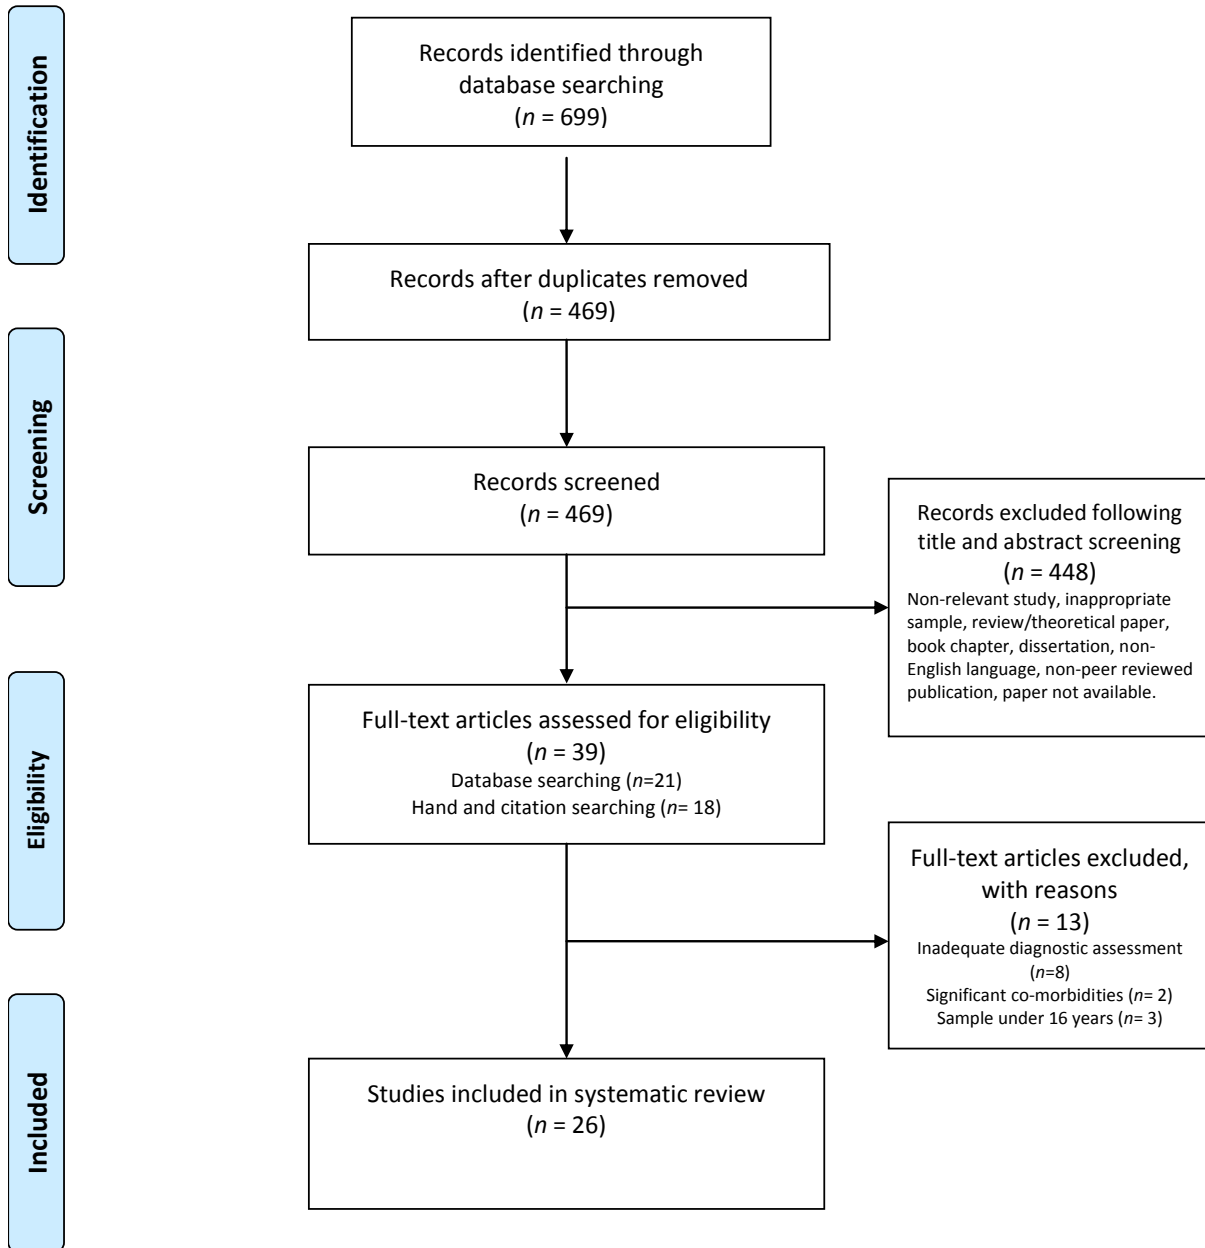 Identification
Records identified through
database searching
(n = 699)
Records after duplicates removed
(n = 469)
Screening
Records screened
(n = 469)
Records excluded following
title and abstract screening
(n = 448)
Non-relevant study, inappropriate
sample, review/theoretical paper,
book chapter, dissertation, non-
English language, non-peer reviewed
publication, paper not available.
Eligibility
Full-text articles assessed for eligibility
(n = 39)
Database searching (n=21)
Hand and citation searching (n= 18)
Full-text articles excluded,
with reasons
(n = 13)
Inadequate diagnostic assessment
(n=8)
Significant co-morbidities (n= 2)
Sample under 16 years (n= 3)
Included
Studies included in systematic review
(n = 26)